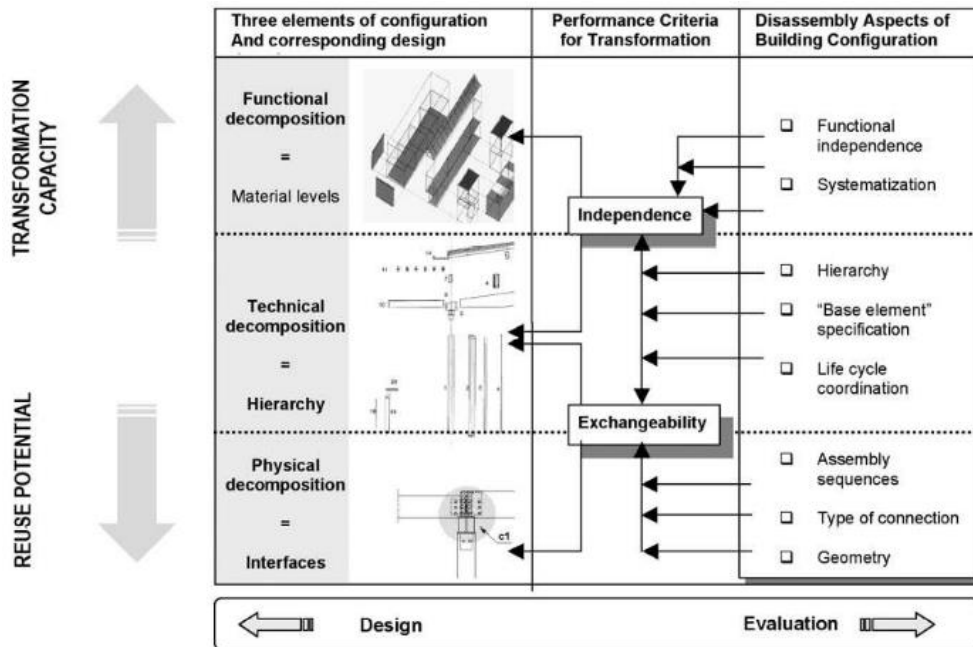 Three elements of configuration
And corresponding design
Performance Criteria
for Transformation
Disassembly Aspects of
Building Configuration
TRANSFORMATION
CAPACITY
REUSE POTENTIAL
Functional
decomposition
=
Material levels
Technical
decomposition
=
Hierarchy
Physical
decomposition
=
Interfaces
c1
Independence
Exchangeability
Functional
independence
Systematization
Hierarchy
“Base element”
specification
Life cycle
coordination
Assembly
sequences
Type of connection
Geometry
Design
Evaluation